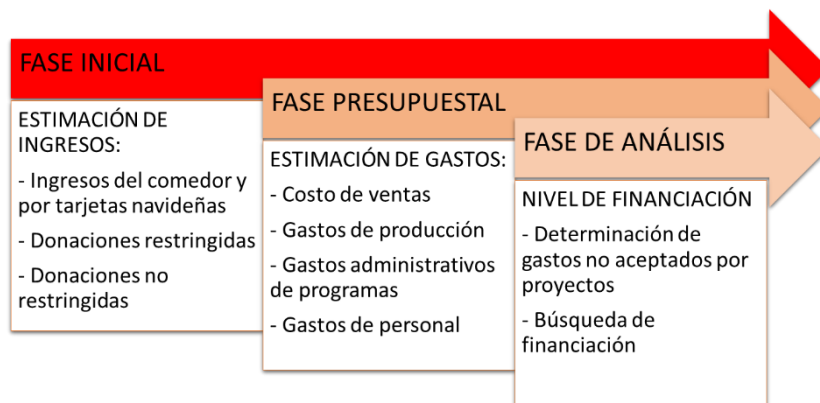 FASE INICIAL
ESTIMACIÓN DE
INGRESOS:
- Ingresos del comedor y
por tarjetas navideñas
- Donaciones restringidas
- Donaciones no
restringidas
FASE PRESUPUESTAL
ESTIMACIÓN DE GASTOS:
- Costo de ventas
- Gastos de producción
- Gastos administrativos
de programas
- Gastos de personal
FASE DE ANÁLISIS
NIVEL DE FINANCIACIÓN
- Determinación de
gastos no aceptados por
proyectos
- Búsqueda de
financiación